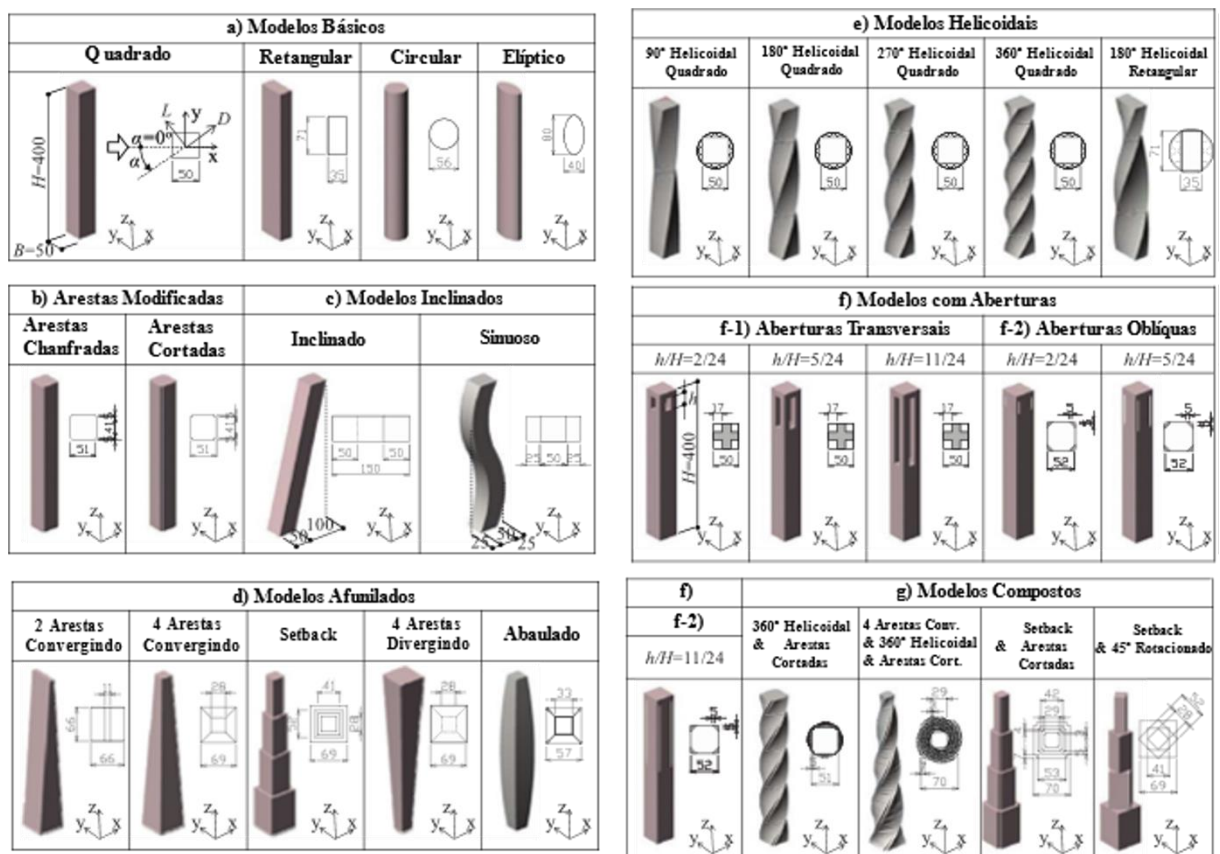 a) Modelos Básicos
Quadrado Retangular Circular Elíptico
H=400
L y D
α=0°
α
x
50
B=50
z
y x
71
35
z
y x
56
z
y x
80
40
z
y x
b) Arestas Modificadas
Arestas Chanfradas
Arestas Cortadas
51
z
y x
51
z
y x
c) Modelos Inclinados
Inclinado
Sinuoso
50 50
150
50 100
z
y x
25 50 25
25 50 25
z
y x
d) Modelos Afunilados
2 Arestas Convergindo
4 Arestas Convergindo
Setback
4 Arestas Divergindo
Abaulado
11
66
66
z
y x
28
69
z
y x
41
69
z
y x
28
69
z
y x
33
57
z
y x
e) Modelos Helicoidais
90° Helicoidal Quadrado
180° Helicoidal Quadrado
270° Helicoidal Quadrado
360° Helicoidal Quadrado
180° Helicoidal Retangular
50
z
y x
50
z
y x
50
z
y x
50
z
y x
71
35
z
y x
f) Modelos com Aberturas
f-1) Aberturas Transversais
f-2) Aberturas Oblíquas
h/H=2/24 h/H=5/24 h/H=11/24 h/H=2/24 h/H=5/24
h
H=400
17
50
z
y x
17
50
z
y x
17
50
z
y x
5
52
z
y x
5
52
z
y x
f)
f-2)
h/H=11/24
5
52
z
y x
g) Modelos Compostos
360° Helicoidal
& Arestas
Cortadas
4 Arestas Conv.
& 360° Helicoidal
& Arestas Cort.
Setback
& Arestas
Cortadas
Setback
& 45° Rotacionado
51
z
y x
29
70
z
y x
42
29
53
70
z
y x
52
28
41
69
z
y x